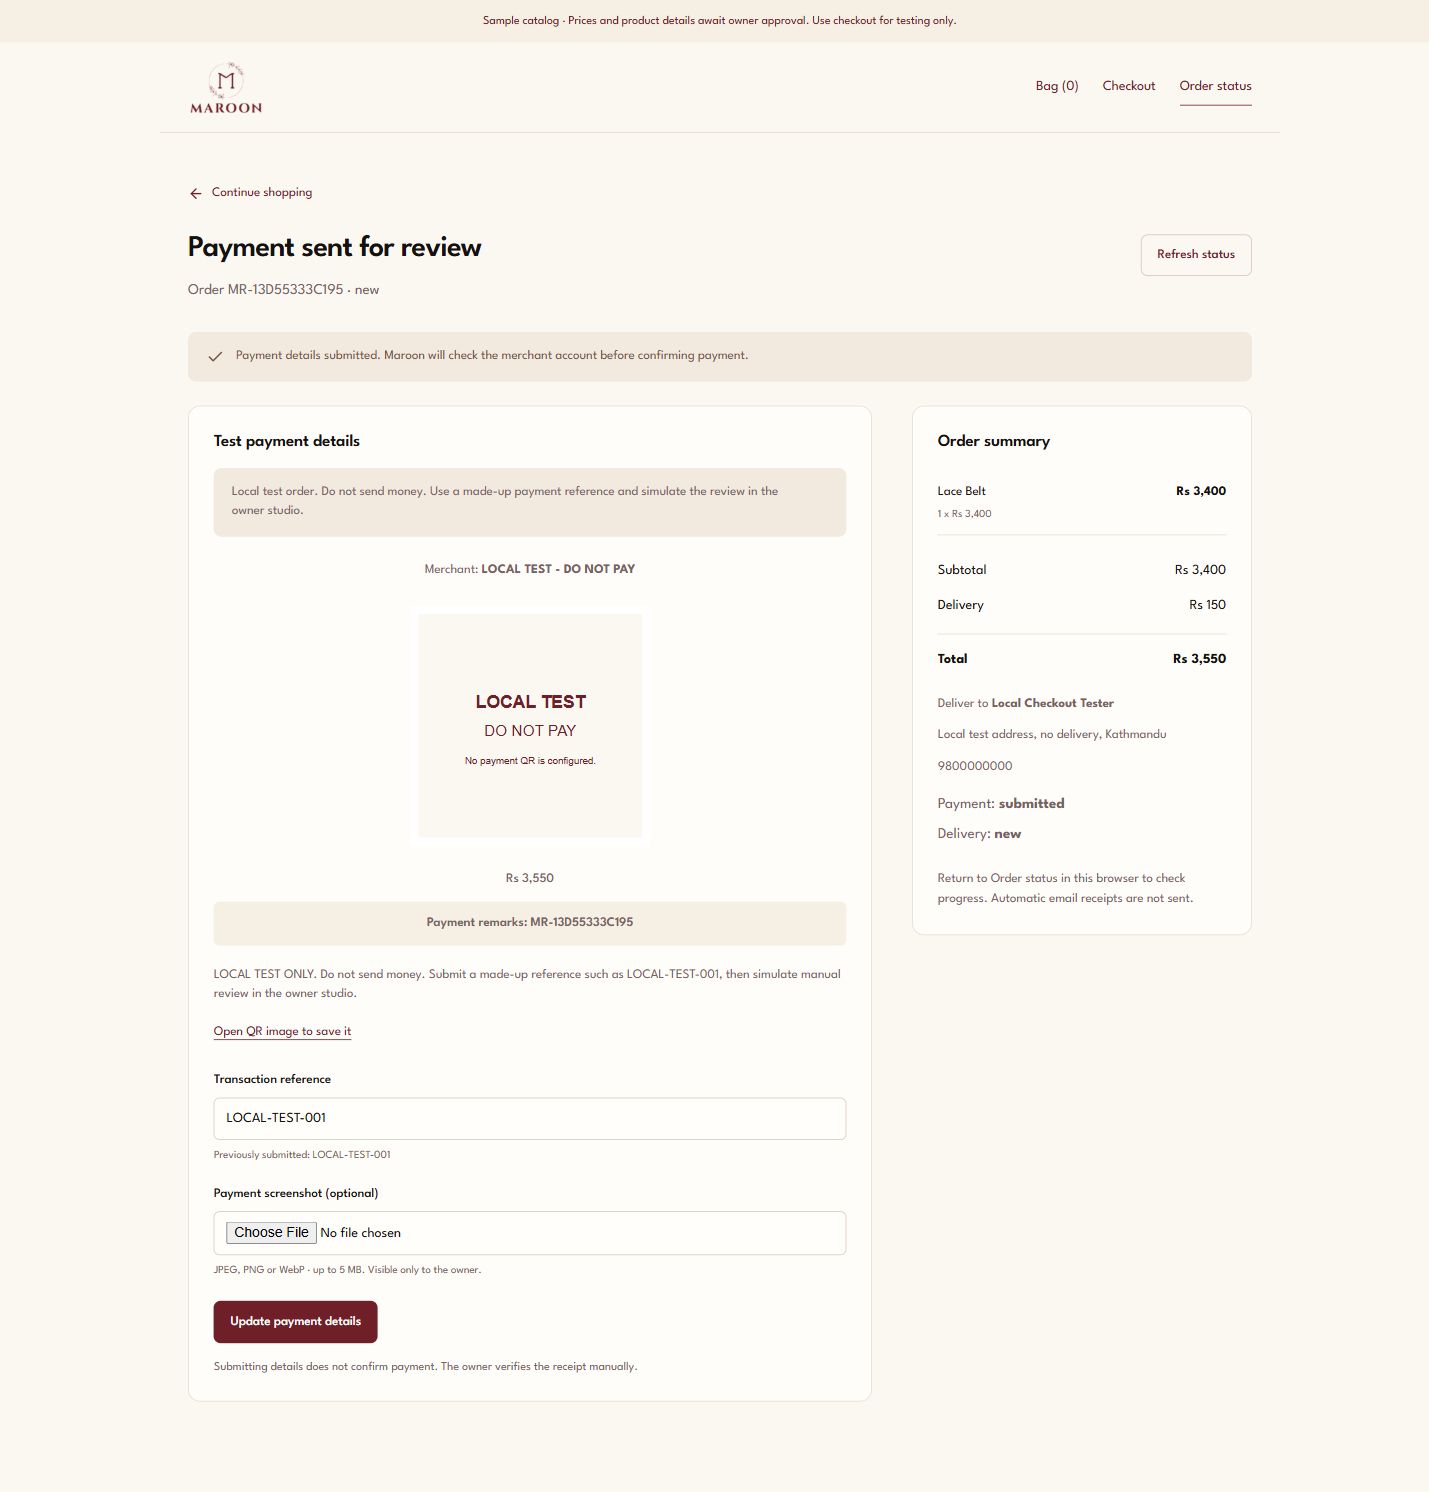 Sample catalog · Prices and product details await owner approval. Use checkout for testing only.
M
MAROON
Bag (0)
Checkout
Order status
← Continue shopping
Payment sent for review
Refresh status
Order MR-13D55333C195 · new
Payment details submitted. Maroon will check the merchant account before confirming payment.
Test payment details
Local test order. Do not send money. Use a made-up payment reference and simulate the review in the
owner studio.
Merchant: LOCAL TEST - DO NOT PAY
LOCAL TEST
DO NOT PAY
No payment QR is configured.
Rs 3,550
Payment remarks: MR-13D55333C195
LOCAL TEST ONLY. Do not send money. Submit a made-up reference such as LOCAL-TEST-001, then simulate manual
review in the owner studio.
Open QR image to save it
Transaction reference
LOCAL-TEST-001
Previously submitted: LOCAL-TEST-001
Payment screenshot (optional)
Choose File No file chosen
JPEG, PNG or WebP · up to 5 MB. Visible only to the owner.
Update payment details
Submitting details does not confirm payment. The owner verifies the receipt manually.
Order summary
Lace Belt Rs 3,400
1 x Rs 3,400
Subtotal Rs 3,400
Delivery Rs 150
Total Rs 3,550
Deliver to Local Checkout Tester
Local test address, no delivery, Kathmandu
9800000000
Payment: submitted
Delivery: new
Return to Order status in this browser to check
progress. Automatic email receipts are not sent.